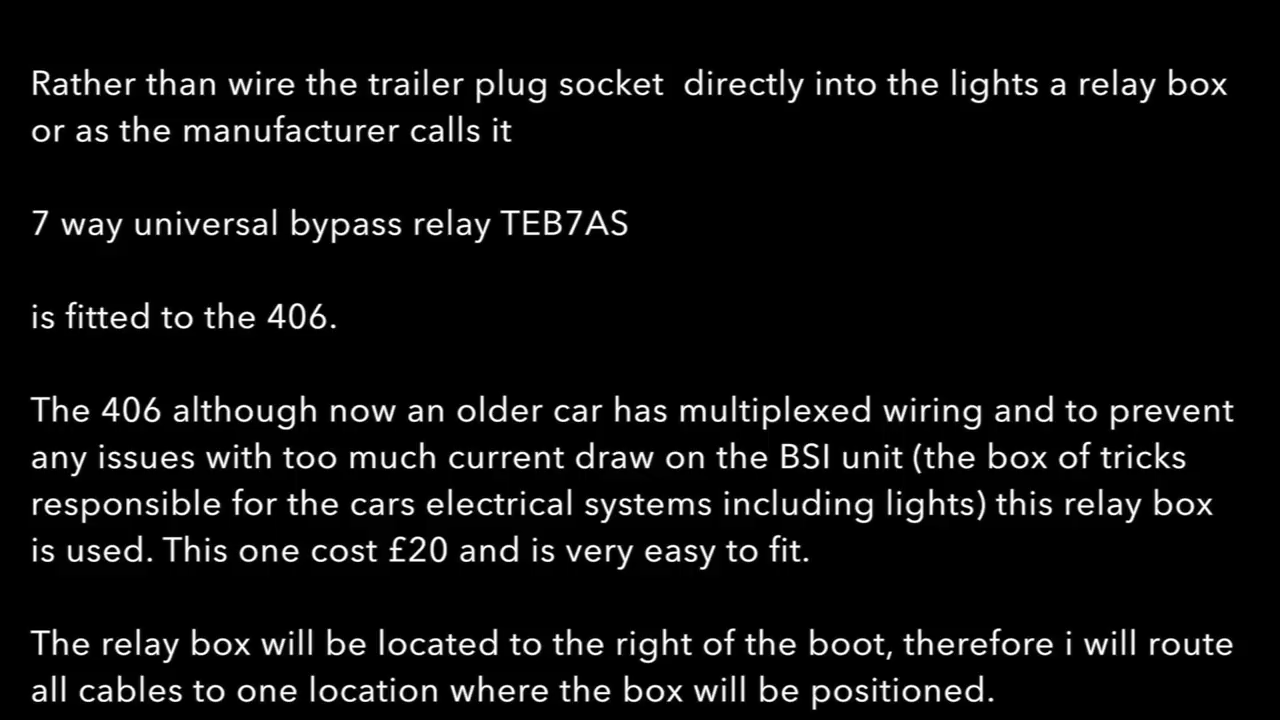 Rather than wire the trailer plug socket  directly into the lights a relay box
or as the manufacturer calls it
7 way universal bypass relay TEB7AS
is fitted to the 406.
The 406 although now an older car has multiplexed wiring and to prevent
any issues with too much current draw on the BSI unit (the box of tricks
responsible for the cars electrical systems including lights) this relay box
is used. This one cost £20 and is very easy to fit.
The relay box will be located to the right of the boot, therefore i will route
all cables to one location where the box will be positioned.